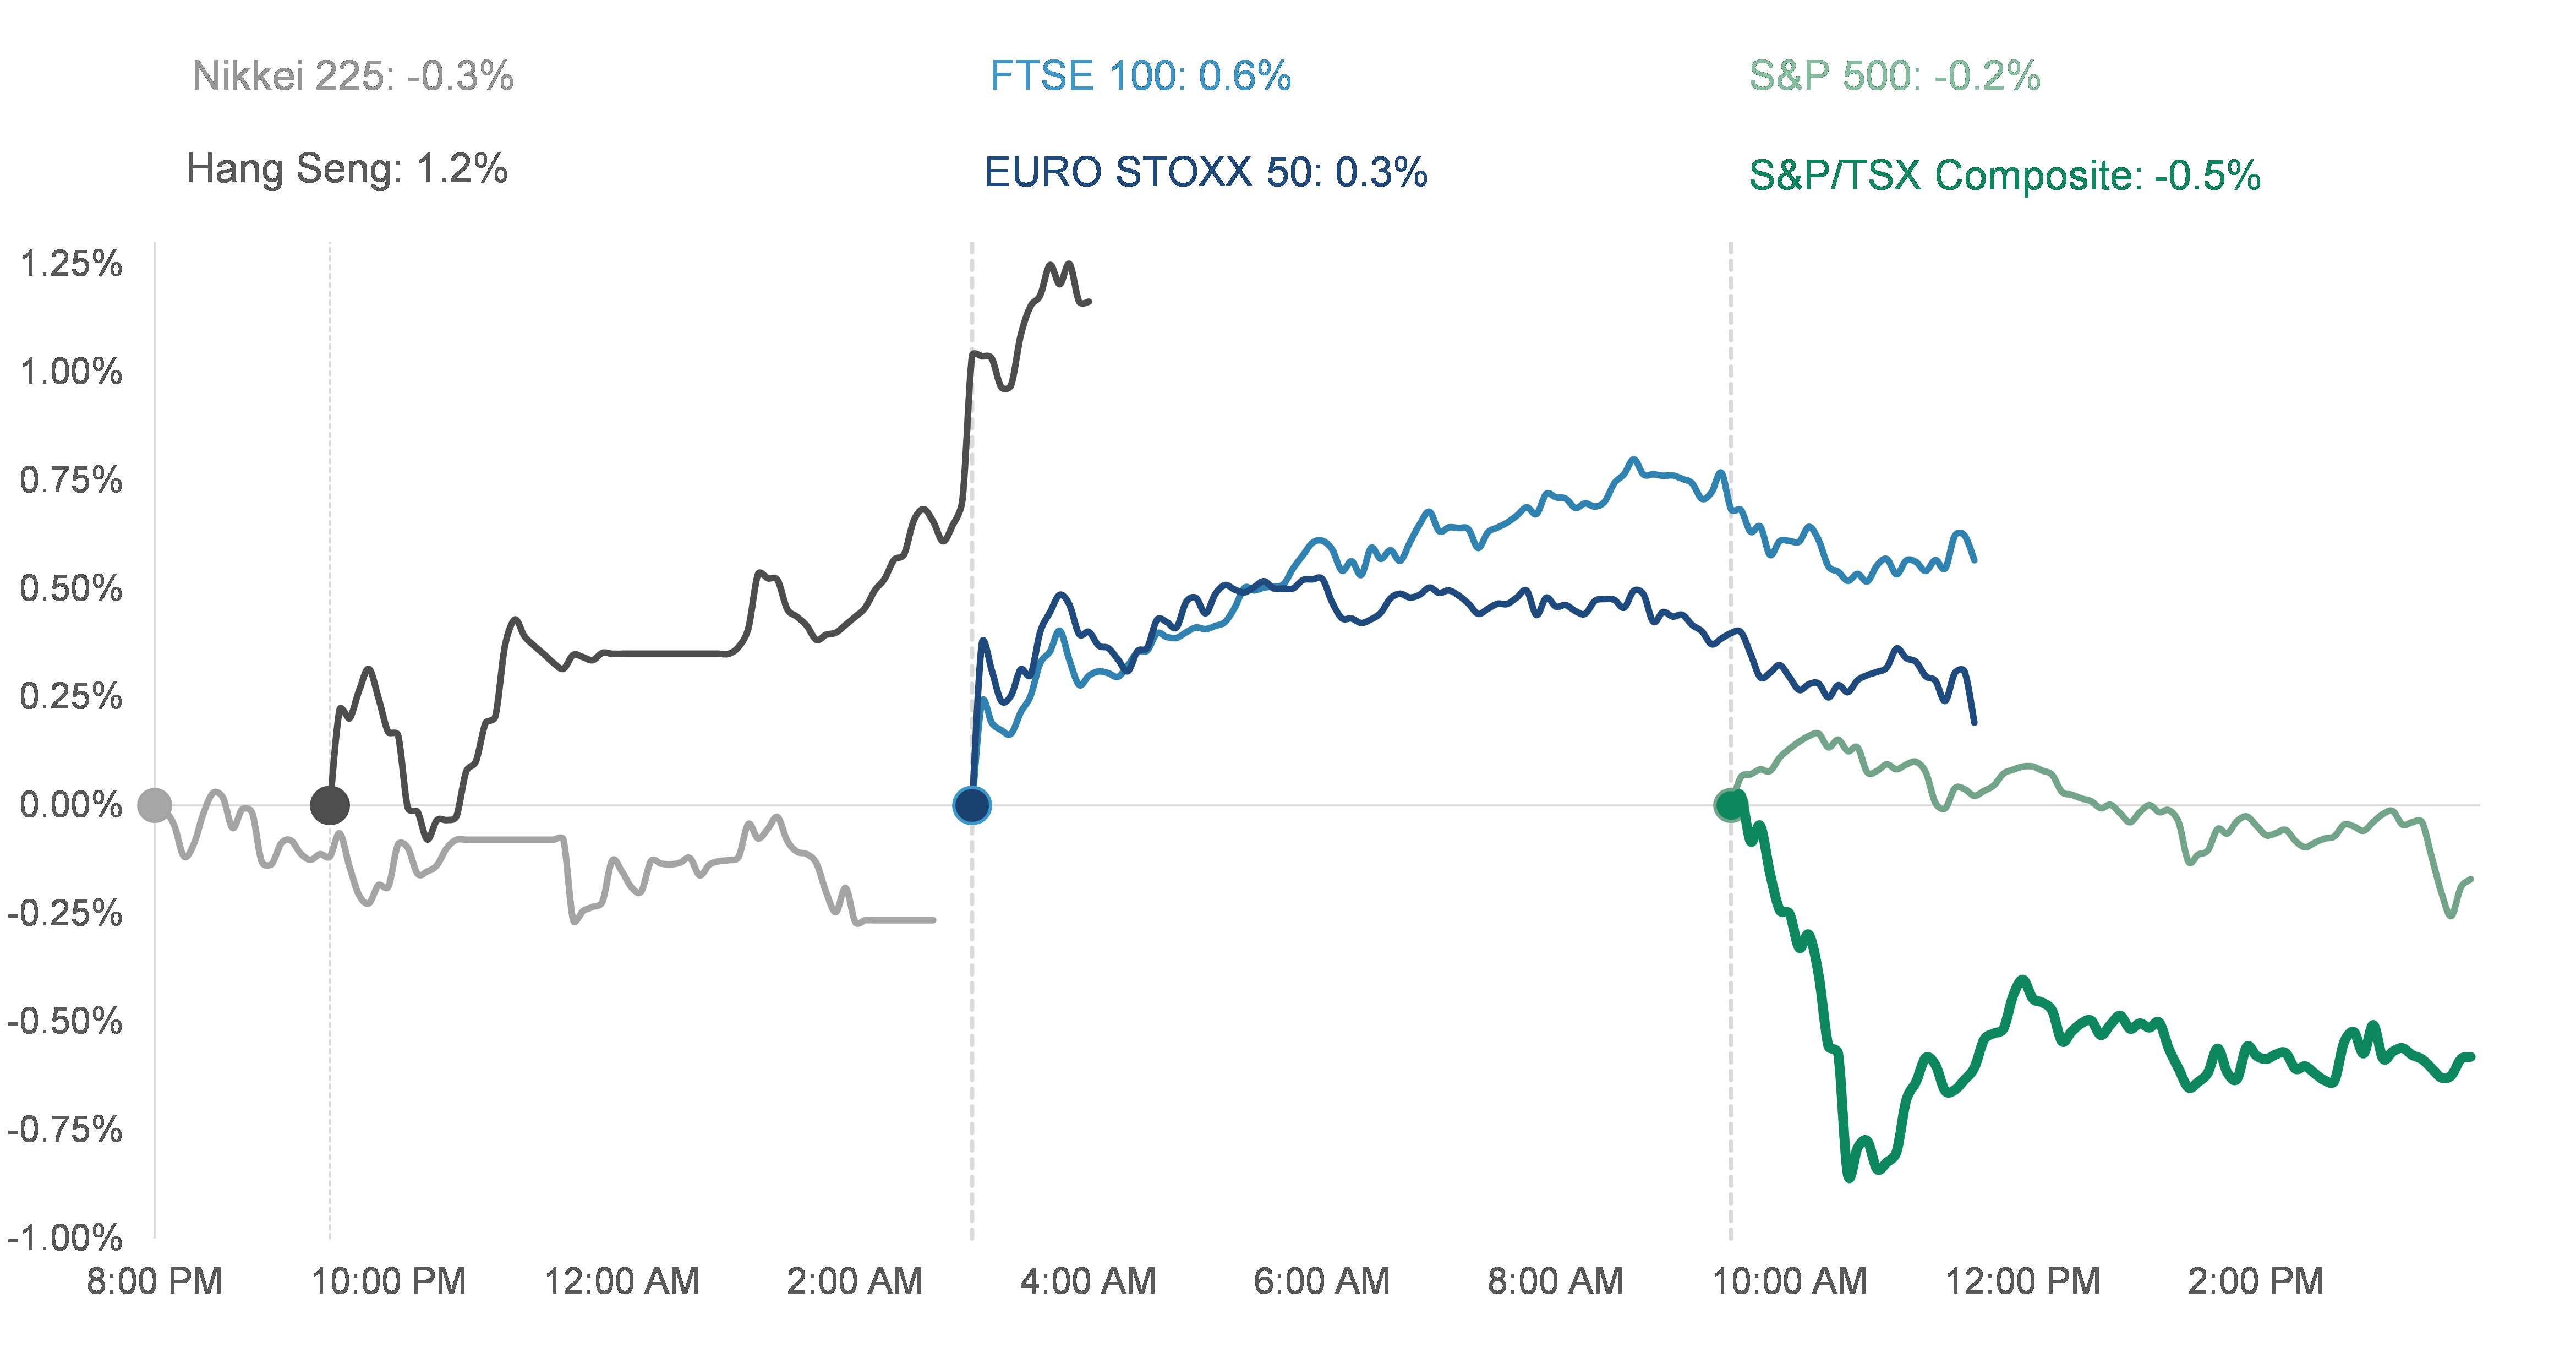 Nikkei 225: -0.3%
FTSE 100: 0.6%
S&P 500: -0.2%
Hang Seng: 1.2%
EURO STOXX 50: 0.3%
S&P/TSX Composite: -0.5%
1.25%
1.00%
0.75%
0.50%
0.25%
0.00%
-0.25%
-0.50%
-0.75%
-1.00%
8:00 PM
10:00 PM
12:00 AM
2:00 AM
4:00 AM
6:00 AM
8:00 AM
10:00 AM
12:00 PM
2:00 PM